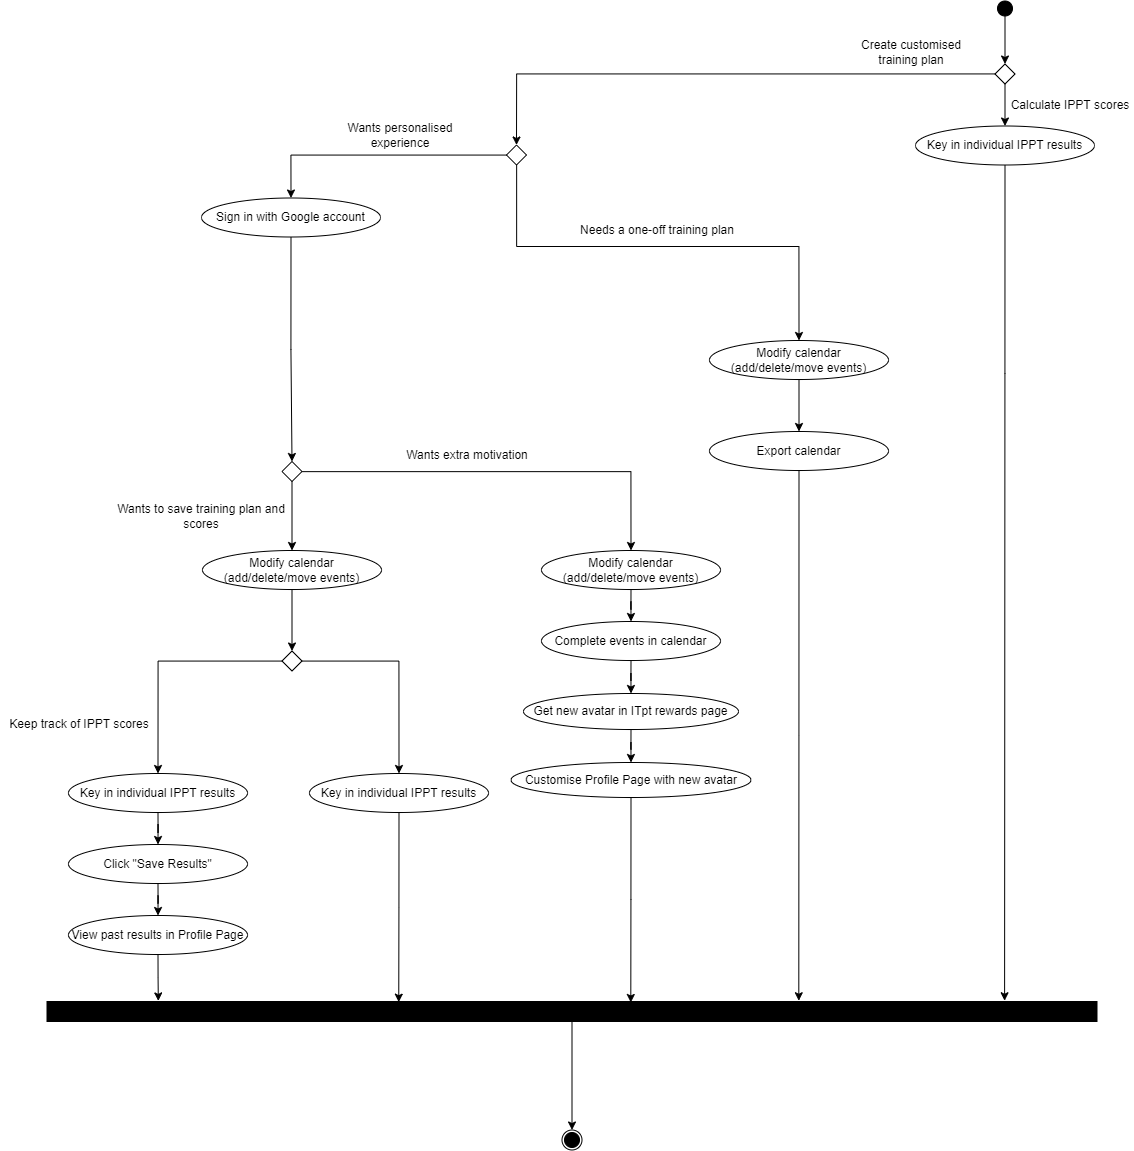 Create customised
training plan
Calculate IPPT scores
Wants personalised
experience
Key in individual IPPT results
Sign in with Google account
Needs a one-off training plan
Modify calendar
(add/delete/move events)
Export calendar
Wants extra motivation
Wants to save training plan and
scores
Modify calendar
(add/delete/move events)
Modify calendar
(add/delete/move events)
Complete events in calendar
Get new avatar in ITpt rewards page
Keep track of IPPT scores
Customise Profile Page with new avatar
Key in individual IPPT results
Key in individual IPPT results
Click "Save Results"
View past results in Profile Page